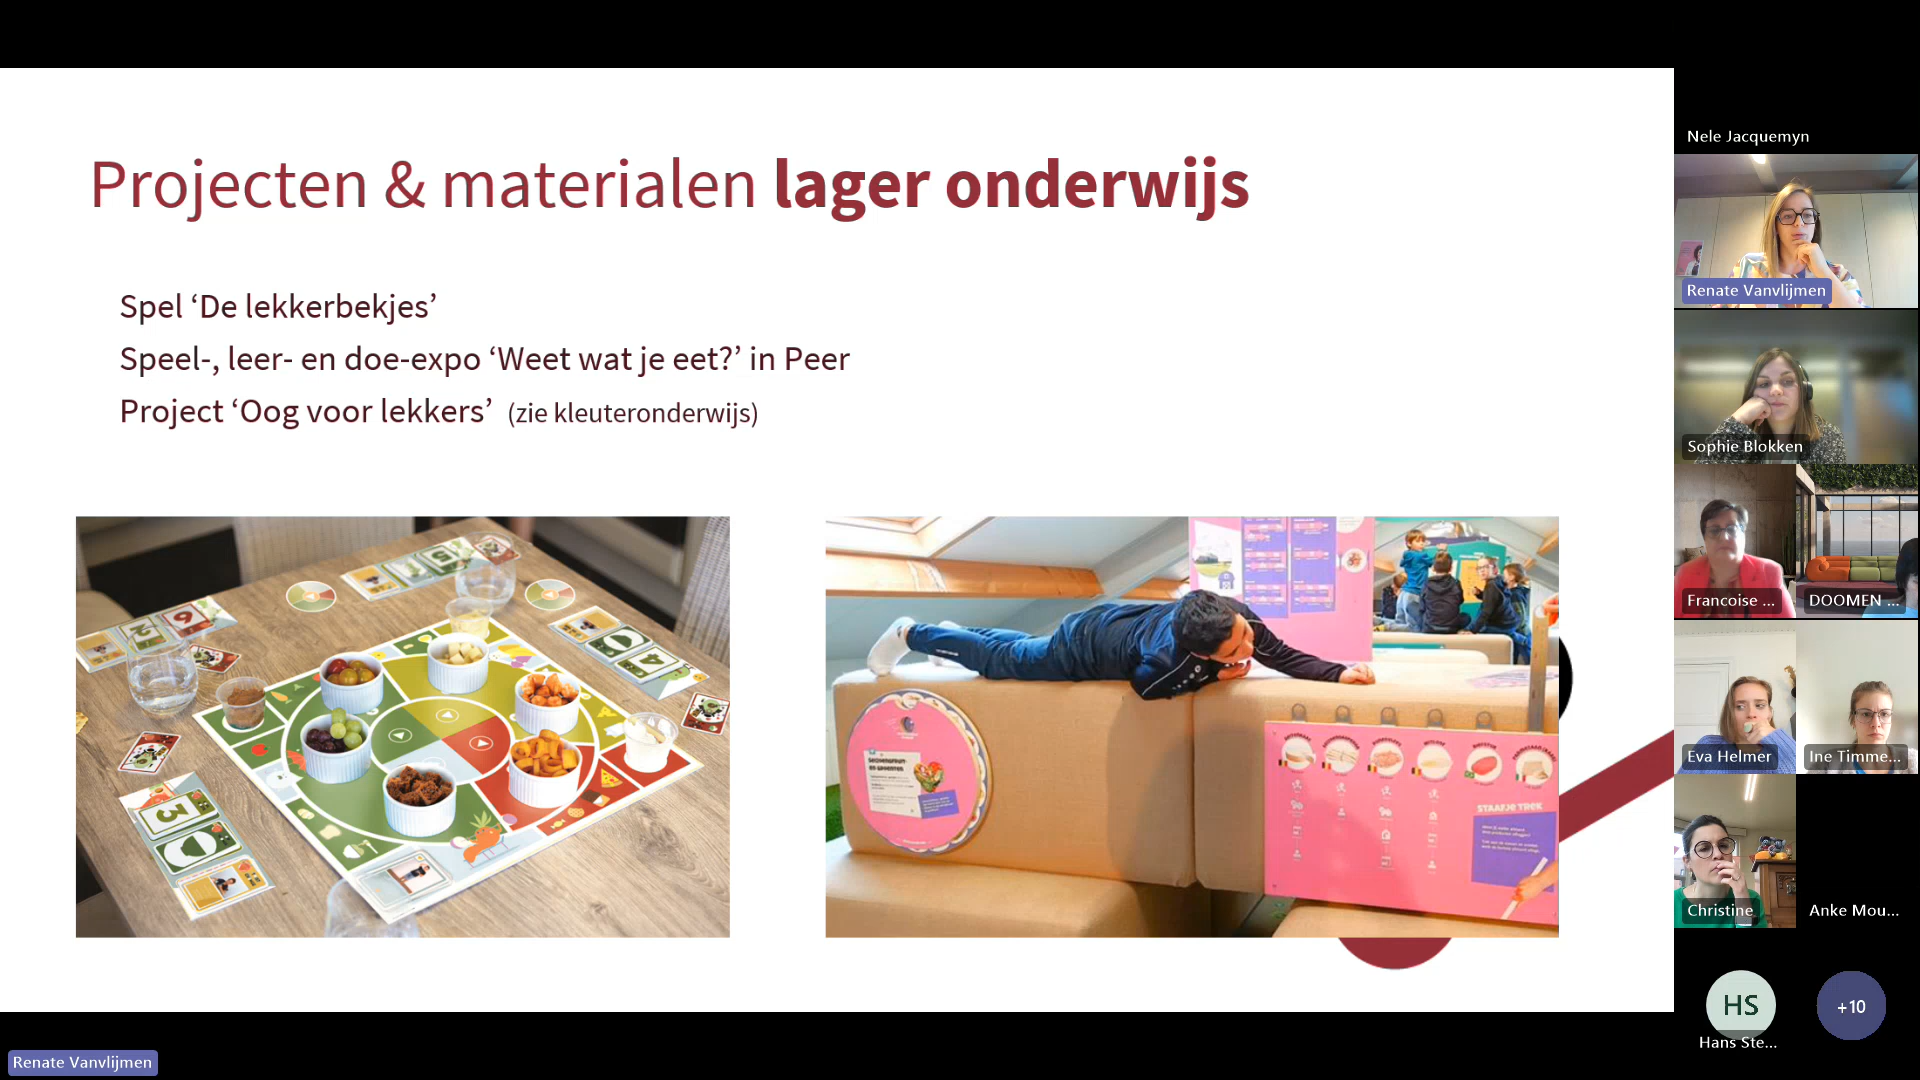 Projecten & materialen lager onderwijs
Spel ‘De lekkerbekjes’
Speel-, leer- en doe-expo ‘Weet wat je eet?’ in Peer
Project ‘Oog voor lekkers’ (zie kleuteronderwijs)
STAAFJE TREK
Nele Jacquemyn
Renate Vanvlijmen
Sophie Blokken
Francoise ...
DOOMEN ...
Eva Helmer
Ine Timme...
Christine
Anke Mou...
HS
+10
Hans Ste...
Renate Vanvlijmen